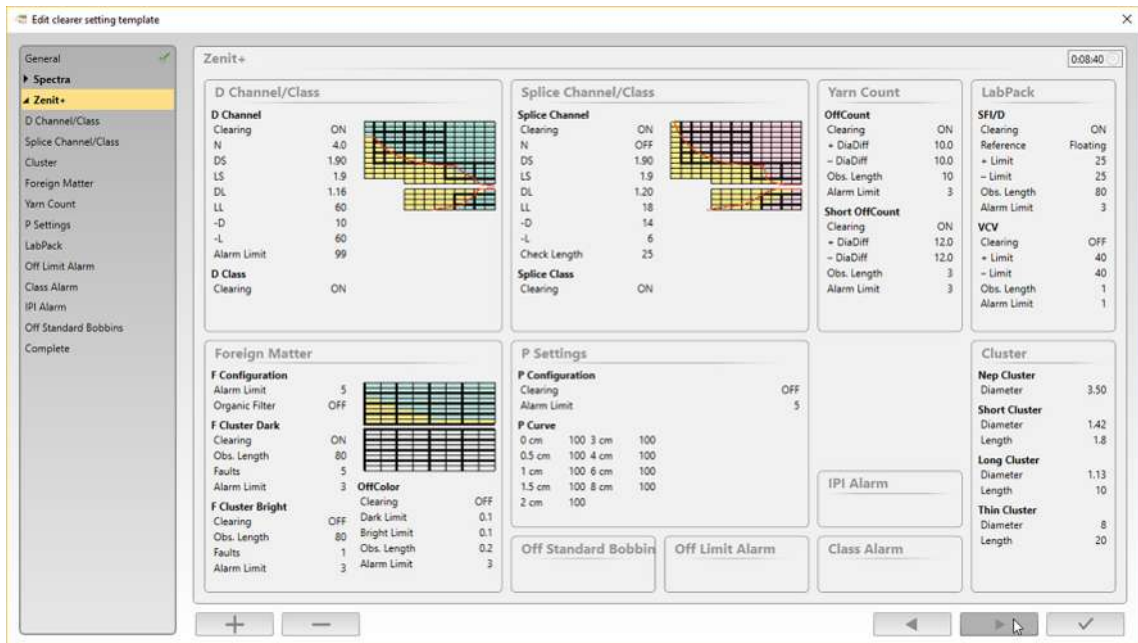 Edit clearer setting template
General
Spectra
Zenit+
D Channel/Class
Splice Channel/Class
Cluster
Foreign Matter
Yarn Count
P Settings
LabPack
Off Limit Alarm
Class Alarm
IPI Alarm
Off Standard Bobbins
Complete
Zenit+
0:08:40
D Channel/Class
D Channel
Clearing ON
N 4.0
DS 1.90
LS 1.9
DL 1.16
LL 60
-D 10
-L 60
Alarm Limit 99
D Class
Clearing ON
Splice Channel/Class
Splice Channel
Clearing ON
N OFF
DS 1.90
LS 1.9
DL 1.20
LL 18
-D 14
-L 6
Check Length 25
Splice Class
Clearing ON
Yarn Count
OffCount
Clearing ON
+ DiaDiff 10.0
- DiaDiff 10.0
Obs. Length 10
Alarm Limit 3
Short OffCount
Clearing ON
+ DiaDiff 12.0
- DiaDiff 12.0
Obs. Length 3
Alarm Limit 3
LabPack
SFI/D
Clearing ON
Reference Floating
+ Limit 25
- Limit 25
Obs. Length 80
Alarm Limit 3
VCV
Clearing OFF
+ Limit 40
- Limit 40
Obs. Length 1
Alarm Limit 1
Foreign Matter
F Configuration
Alarm Limit 5
Organic Filter OFF
F Cluster Dark
Clearing ON
Obs. Length 80
Faults 5
Alarm Limit 3
F Cluster Bright
Clearing OFF
Obs. Length 80
Faults 1
Alarm Limit 3
OffColor
Clearing OFF
Dark Limit 0.1
Bright Limit 0.1
Obs. Length 0.2
Alarm Limit 3
P Settings
P Configuration
Clearing OFF
Alarm Limit 5
P Curve
0 cm 100 3 cm 100
0.5 cm 100 4 cm 100
1 cm 100 6 cm 100
1.5 cm 100 8 cm 100
2 cm 100
Off Standard Bobbin
Off Limit Alarm
IPI Alarm
Class Alarm
Cluster
Nep Cluster
Diameter 3.50
Short Cluster
Diameter 1.42
Length 1.8
Long Cluster
Diameter 1.13
Length 10
Thin Cluster
Diameter 8
Length 20